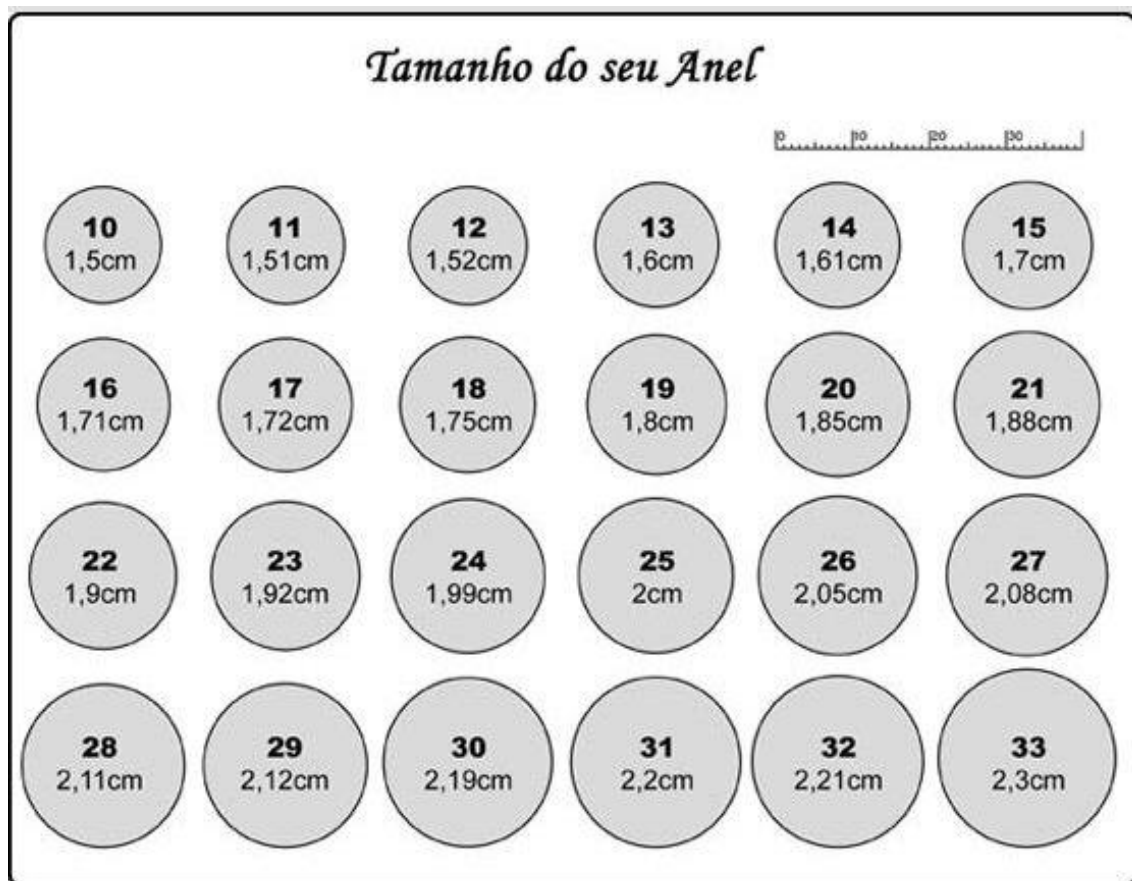 Tamanho do seu Anel
0 10 20 30
10 11 12 13 14 15
1,5cm 1,51cm 1,52cm 1,6cm 1,61cm 1,7cm
16 17 18 19 20 21
1,71cm 1,72cm 1,75cm 1,8cm 1,85cm 1,88cm
22 23 24 25 26 27
1,9cm 1,92cm 1,99cm 2cm 2,05cm 2,08cm
28 29 30 31 32 33
2,11cm 2,12cm 2,19cm 2,2cm 2,21cm 2,3cm